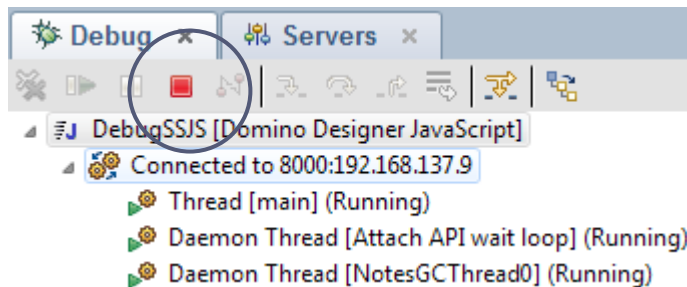 Debug Servers
DebugSSJS [Domino Designer JavaScript]
Connected to 8000:192.168.137.9
Thread [main] (Running)
Daemon Thread [Attach API wait loop] (Running)
Daemon Thread [NotesGCThread0] (Running)